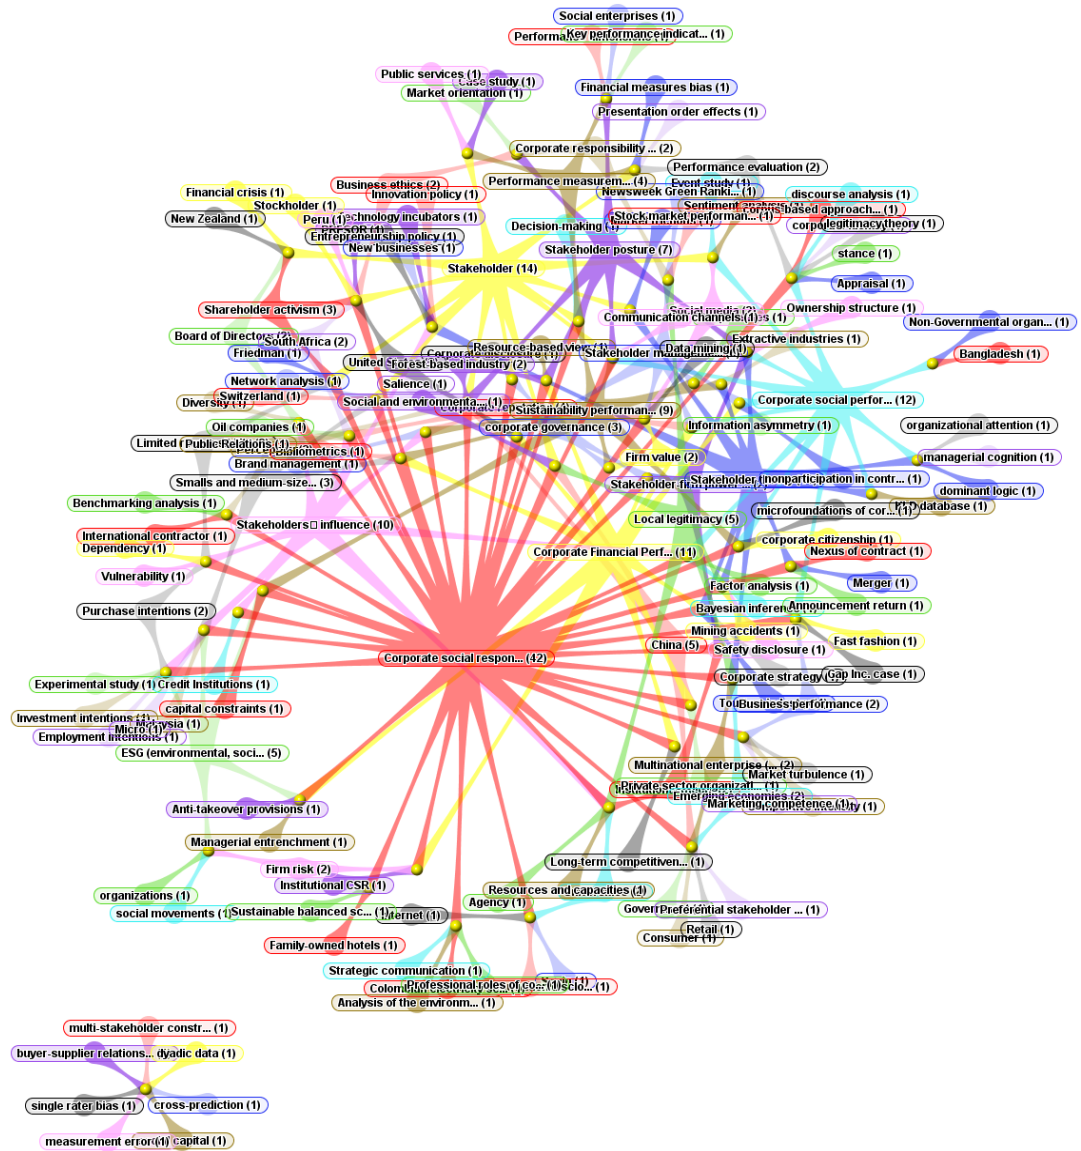 Social enterprises (1)
Key performance indicat... (1)
Public services (1)
study (1)
Market orientation (1)
Financial measures bias (1)
Presentation order effects (1)
Corporate responsibility ... (2)
Performance evaluation (2)
Performance measurem... (4)
Event study (1)
Business ethics (2)
Innovation policy (1)
Newsweek Green Ranki... (1)
discourse analysis (1)
Financial crisis (1)
Stockholder (1)
Peru (1)
Technology incubators (1)
Stock market performan... (1)
New Zealand (1)
Decision-making (1)
legitimacy theory (1)
Entrepreneurship policy (1)
New businesses (1)
Stakeholder posture (7)
stance (1)
Stakeholder (14)
Appraisal (1)
Shareholder activism (3)
Social media (2)
Ownership structure (1)
Non-Governmental organ... (1)
Board of Directors (2)
South Africa (2)
Friedman (1)
Resource-based view (1)
Data mining (1)
Extractive industries (1)
Bangladesh (1)
Forest-based industry (2)
Network analysis (1)
Salience (1)
Switzerland (1)
Diversity (1)
Social and environmenta... (1)
Sustainability performan... (9)
Corporate social perfor... (12)
Oil companies (1)
corporate governance (3)
Information asymmetry (1)
organizational attention (1)
Public Relations (1)
Bibliometrics (1)
Brand management (1)
Firm value (2)
managerial cognition (1)
Smalls and medium-size... (3)
nonparticipation in contr... (1)
dominant logic (1)
Benchmarking analysis (1)
database (1)
microfoundations of cor... (1)
Stakeholders influence (10)
Local legitimacy (5)
International contractor (1)
corporate citizenship (1)
Dependency (1)
Corporate Financial Perf... (11)
Nexus of contract (1)
Vulnerability (1)
Merger (1)
Factor analysis (1)
Purchase intentions (2)
Bayesian inference
Announcement return (1)
Mining accidents (1)
China (5)
Fast fashion (1)
Safety disclosure (1)
Corporate social respon... (42)
Gap Inc. case (1)
Corporate strategy
Experimental study (1)
Credit Institutions (1)
Business performance (2)
capital constraints (1)
Investment intentions (1)
Malaysia (1)
Micro (1)
Employment intentions (1)
ESG (environmental, soci... (5)
Multinational enterprise (... (2)
Market turbulence (1)
Private sector organizati... (1)
Emerging economies (2)
Marketing competence (1)
Anti-takeover provisions (1)
Managerial entrenchment (1)
Long-term competitiven... (1)
Firm risk (2)
Institutional CSR (1)
Resources and capacities (1)
organizations (1)
Agency (1)
social movements (1)
Sustainable balanced sc... (1)
Internet (1)
Preferential stakeholder ... (1)
Retail (1)
Consumer (1)
Family-owned hotels (1)
Strategic communication (1)
Professional roles of co... (1)
Analysis of the environm... (1)
multi-stakeholder constr... (1)
buyer-supplier relations...
dyadic data (1)
single rater bias (1)
cross-prediction (1)
measurement error (1)
capital (1)